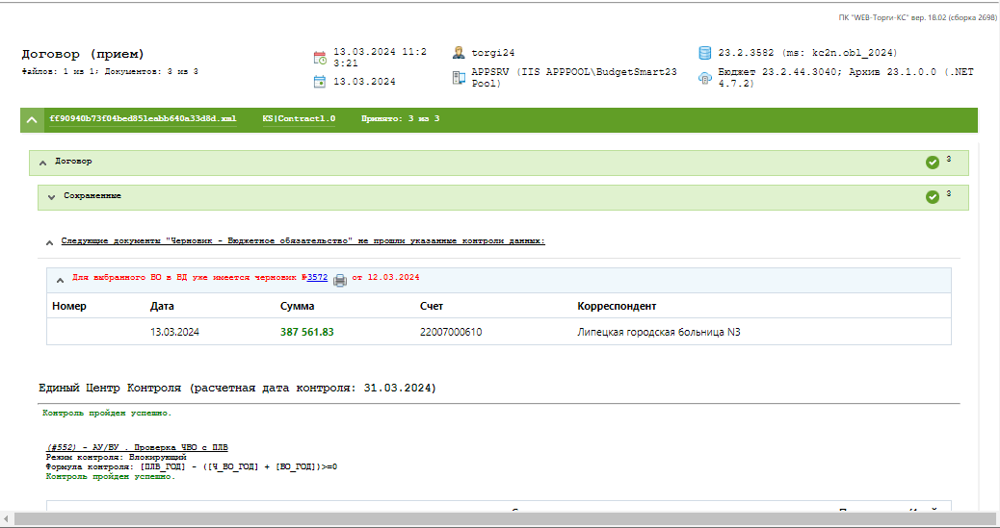 ПК "WEB-Торги-КС" вер. 18.02 (сборка 2698)
Договор (прием)
Файлов: 1 из 1; Документов: 3 из 3
13.03.2024 11:2
3:21
13.03.2024
torgi24
APPSRV (IIS APPPOOL\BudgetSmart23
Pool)
23.2.3582 (ms: kc2n.obl_2024)
Бюджет 23.2.44.3040; Архив 23.1.0.0 (.NET
4.7.2)
ff90940b73f04bed851eabb640a33d8d.xml KS|Contract1.0 Принято: 3 из 3
Договор 3
Сохраненные 3
Следующие документы "Черновик - Бюджетное обязательство" не прошли указанные контроли данных:
Для выбранного БО в БД уже имеется черновик №3572 от 12.03.2024
Номер Дата Сумма Счет Корреспондент
13.03.2024 387 561.83 22007000610 Липецкая городская больница N3
Единый Центр Контроля (расчетная дата контроля: 31.03.2024)
Контроль пройден успешно.
(#552) - АУ/БУ . Проверка ЧБО с ПЛВ
Режим контроля: Блокирующий
Формула контроля: [ПЛВ_ГОД] - ([Ч_БО_ГОД] + [БО_ГОД])>=0
Контроль пройден успешно.